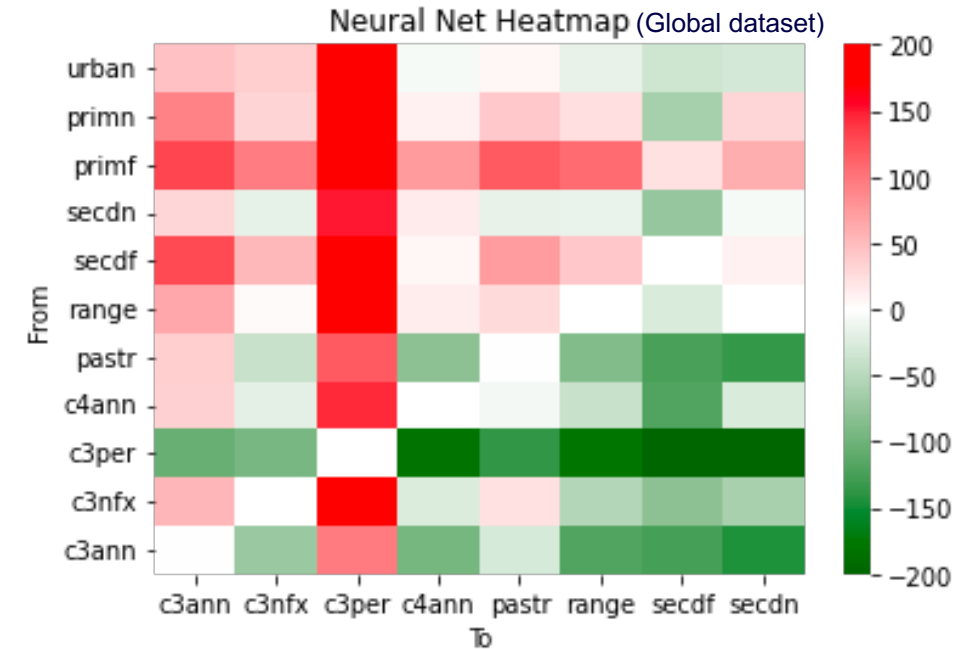 Neural Net Heatmap (Global dataset)
urban
primn
primf
secdn
secdf
range
pastr
c4ann
c3per
c3nfx
c3ann
From
c3ann c3nfx c3per c4ann pastr range secdf secdn
To
200
150
100
50
0
−50
−100
−150
−200